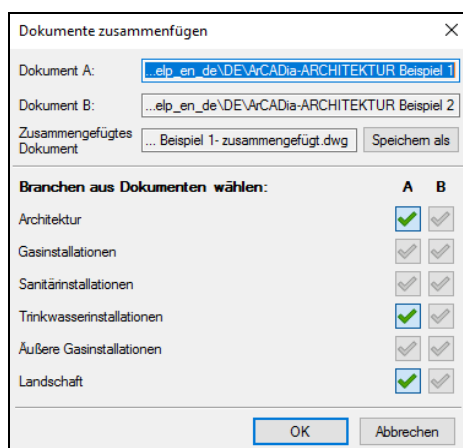 Dokumente zusammenfügen
Dokument A: ...elp_en_de\DE\ArCADia-ARCHITEKTUR Beispiel 1
Dokument B: ...elp_en_de\DE\ArCADia-ARCHITEKTUR Beispiel 2
Zusammengefügtes
Dokument ... Beispiel 1- zusammengefügt.dwg Speichern als
Branchen aus Dokumenten wählen: A B
Architektur
Gasinstallationen
Sanitärinstallationen
Trinkwasserinstallationen
Äußere Gasinstallationen
Landschaft
OK Abbrechen